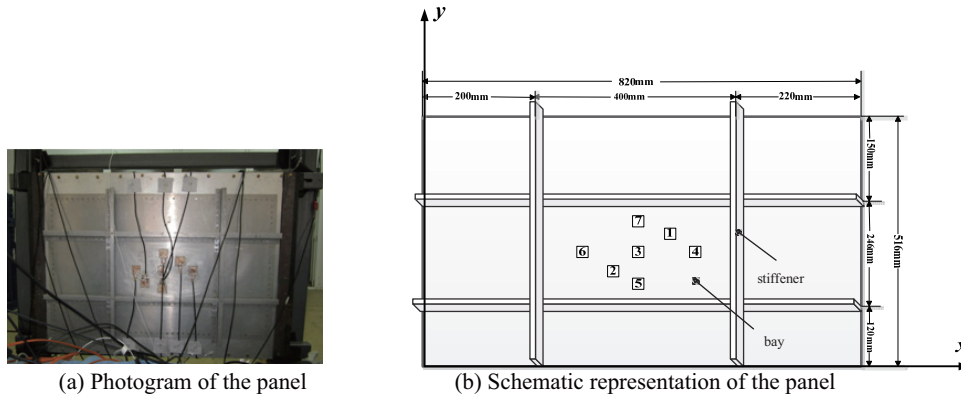 y
820mm
200mm
400mm
220mm
150mm
7
1
6
3
4
246mm
516mm
2
5
stiffener
bay
120mm
x
(a) Photogram of the panel
(b) Schematic representation of the panel